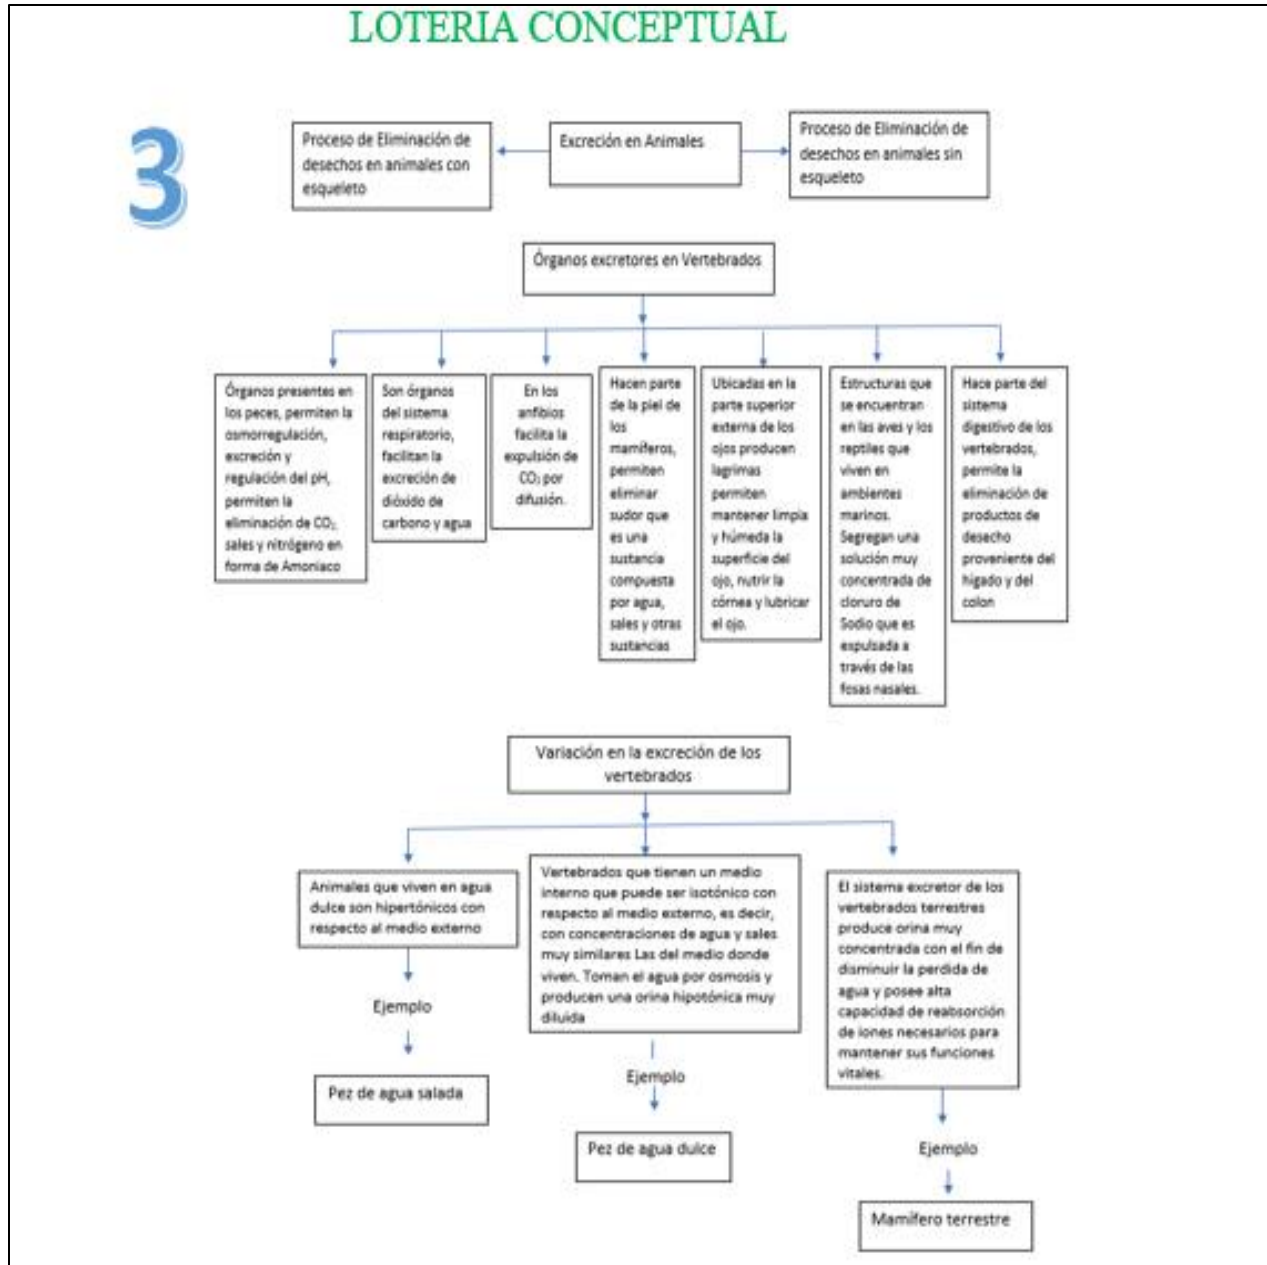 LOTERIA CONCEPTUAL
3
Proceso de Eliminación de
desechos en animales con
esqueleto
Excreción en Animales
Proceso de Eliminación de
desechos en animales sin
esqueleto
Órganos excretores en Vertebrados
Órganos presentes en
los peces, permiten la
osmorregulación,
excreción y
regulación del pH,
permiten la
eliminación de CO₂,
sales y nitrógeno en
forma de Amoniaco
Son órganos
del sistema
respiratorio,
facilitan la
excreción de
dióxido de
carbono y agua
En los
anfibios
facilita la
expulsión de
CO₂ por
difusión.
Hacen parte
de la piel de
los
mamíferos,
permiten
eliminar
sudor que
es una
sustancia
compuesta
por agua,
sales y otras
sustancias
Ubicadas en la
parte superior
externa de los
ojos producen
lagrimas
permiten
mantener limpia
y húmeda la
superficie del
ojo, nutrir la
córnea y lubricar
el ojo.
Estructuras que
se encuentran
en las aves y los
reptiles que
viven en
ambientes
marinos.
Segregan una
solución muy
concentrada de
cloruro de
Sodio que es
expulsada a
través de las
fosas nasales.
Hace parte del
sistema
digestivo de los
vertebrados,
permite la
eliminación de
productos de
desecho
proveniente del
hígado y del
colon
Variación en la excreción de los
vertebrados
Animales que viven en agua
dulce son hipertónicos con
respecto al medio externo
Ejemplo
Pez de agua salada
Vertebrados que tienen un medio
interno que puede ser isotónico con
respecto al medio externo, es decir,
con concentraciones de agua y sales
muy similares Las del medio donde
viven. Toman el agua por osmosis y
producen una orina hipotónica muy
diluida
Ejemplo
Pez de agua dulce
El sistema excretor de los
vertebrados terrestres
produce orina muy
concentrada con el fin de
disminuir la perdida de
agua y posee alta
capacidad de reabsorción
de iones necesarios para
mantener sus funciones
vitales.
Ejemplo
Mamífero terrestre